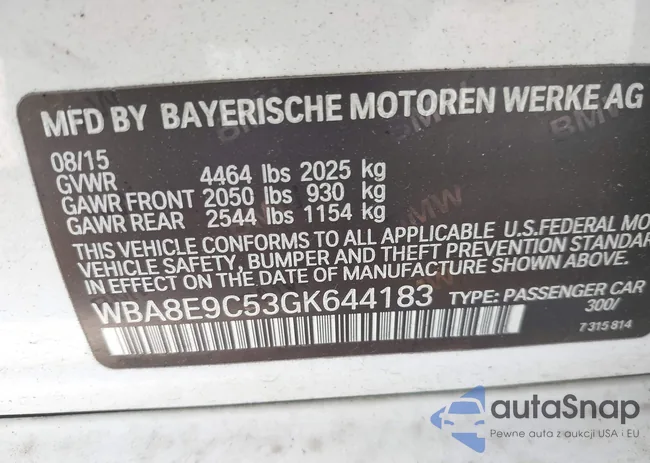 MFD BY BAYERISCHE MOTOREN WERKE AG
08/15
GVWR 4464 lbs 2025 kg
GAWR FRONT 2050 lbs 930 kg
GAWR REAR 2544 lbs 1154 kg
THIS VEHICLE CONFORMS TO ALL APPLICABLE U.S.FEDERAL MO
VEHICLE SAFETY, BUMPER AND THEFT PREVENTION STANDAR
IN EFFECT ON THE DATE OF MANUFACTURE SHOWN ABOVE.
WBA8E9C53GK644183 TYPE: PASSENGER CAR
300/
7 315 814
autaSnap
Pewne auta z aukcji USA i EU